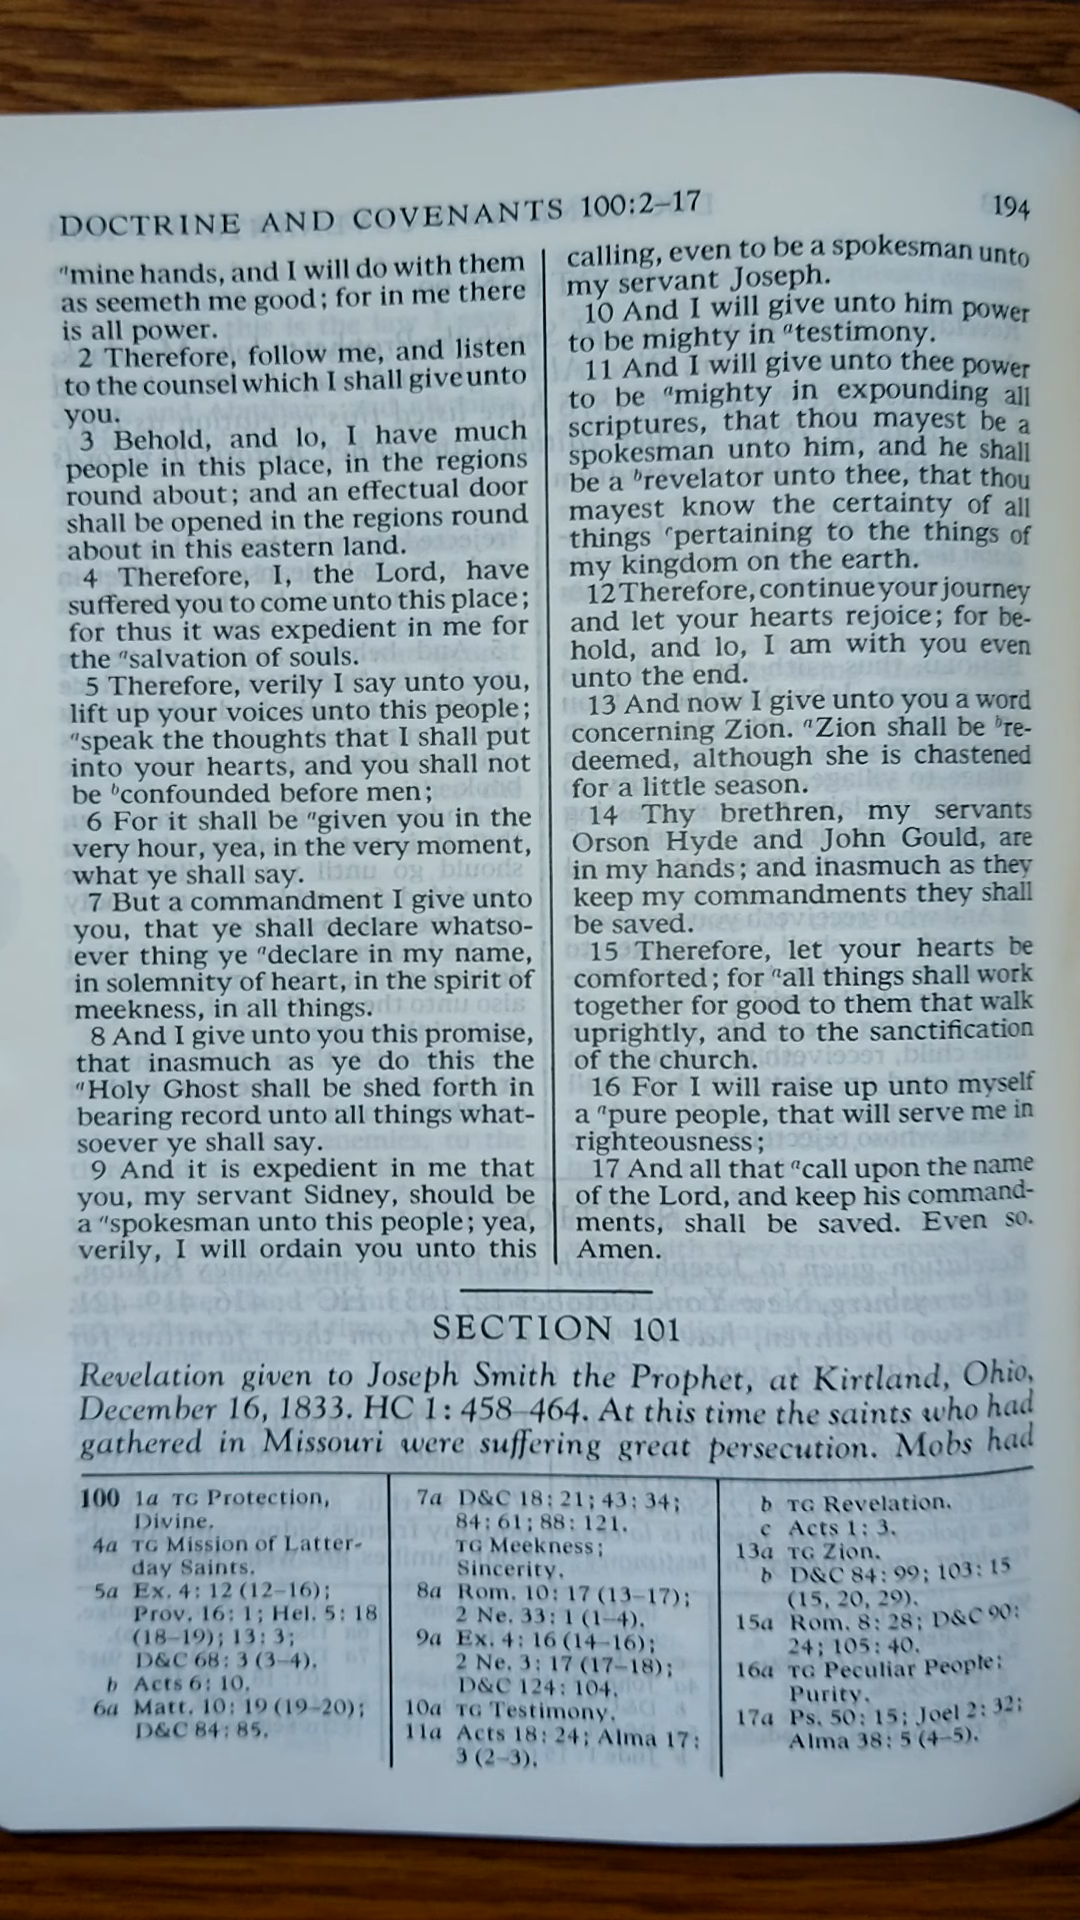 DOCTRINE AND COVENANTS 100:2–17
194
ᵃmine hands, and I will do with them
as seemeth me good; for in me there
is all power.
2 Therefore, follow me, and listen
to the counsel which I shall give unto
you.
3 Behold, and lo, I have much
people in this place, in the regions
round about; and an effectual door
shall be opened in the regions round
about in this eastern land.
4 Therefore, I, the Lord, have
suffered you to come unto this place;
for thus it was expedient in me for
the ᵃsalvation of souls.
5 Therefore, verily I say unto you,
lift up your voices unto this people;
ᵃspeak the thoughts that I shall put
into your hearts, and you shall not
be ᵇconfounded before men;
6 For it shall be ᵃgiven you in the
very hour, yea, in the very moment,
what ye shall say.
7 But a commandment I give unto
you, that ye shall declare whatso-
ever thing ye ᵃdeclare in my name,
in solemnity of heart, in the spirit of
meekness, in all things.
8 And I give unto you this promise,
that inasmuch as ye do this the
ᵃHoly Ghost shall be shed forth in
bearing record unto all things what-
soever ye shall say.
9 And it is expedient in me that
you, my servant Sidney, should be
a ᵃspokesman unto this people; yea,
verily, I will ordain you unto this
calling, even to be a spokesman unto
my servant Joseph.
10 And I will give unto him power
to be mighty in ᵃtestimony.
11 And I will give unto thee power
to be ᵃmighty in expounding all
scriptures, that thou mayest be a
spokesman unto him, and he shall
be a ᵇrevelator unto thee, that thou
mayest know the certainty of all
things ᶜpertaining to the things of
my kingdom on the earth.
12 Therefore, continue your journey
and let your hearts rejoice; for be-
hold, and lo, I am with you even
unto the end.
13 And now I give unto you a word
concerning Zion. ᵃZion shall be ᵇre-
deemed, although she is chastened
for a little season.
14 Thy brethren, my servants
Orson Hyde and John Gould, are
in my hands; and inasmuch as they
keep my commandments they shall
be saved.
15 Therefore, let your hearts be
comforted; for ᵃall things shall work
together for good to them that walk
uprightly, and to the sanctification
of the church.
16 For I will raise up unto myself
a ᵃpure people, that will serve me in
righteousness;
17 And all that ᵃcall upon the name
of the Lord, and keep his command-
ments, shall be saved. Even so.
Amen.
SECTION 101
Revelation given to Joseph Smith the Prophet, at Kirtland, Ohio,
December 16, 1833. HC 1: 458–464. At this time the saints who had
gathered in Missouri were suffering great persecution. Mobs had
100 1a TG Protection,
Divine.
4a TG Mission of Latter-
day Saints.
5a Ex. 4: 12 (12–16);
Prov. 16: 1; Hel. 5: 18
(18–19); 13: 3;
D&C 68: 3 (3–4).
b Acts 6: 10.
6a Matt. 10: 19 (19–20);
D&C 84: 85.
7a D&C 18: 21; 43: 34;
84: 61; 88: 121.
TG Meekness;
Sincerity.
8a Rom. 10: 17 (13–17);
2 Ne. 33: 1 (1–4).
9a Ex. 4: 16 (14–16);
2 Ne. 3: 17 (17–18);
D&C 124: 104.
10a TG Testimony.
11a Acts 18: 24; Alma 17:
3 (2–3).
b TG Revelation.
c Acts 1: 3.
13a TG Zion.
b D&C 84: 99; 103: 15
(15, 20, 29).
15a Rom. 8: 28; D&C 90:
24; 105: 40.
16a TG Peculiar People;
Purity.
17a Ps. 50: 15; Joel 2: 32;
Alma 38: 5 (4–5).